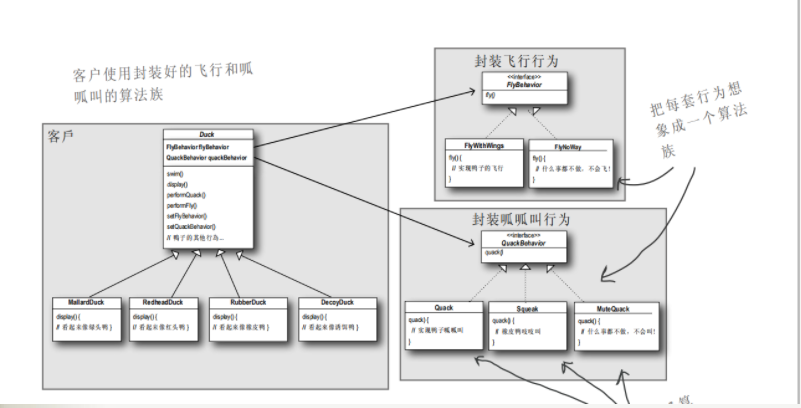 客户使用封装好的飞行和呱
呱叫的算法族
客戶
Duck
FlyBehavior flyBehavior
QuackBehavior quackBehavior
swim()
display()
performQuack()
performFly()
setFlyBehavior()
setQuackBehavior()
// 鸭子的其他行为...
MallardDuck
display() {
// 看起来像绿头鸭 }
RedheadDuck
display() {
// 看起来像红头鸭 }
RubberDuck
display() {
// 看起来像橡皮鸭 }
DecoyDuck
display() {
// 看起来像诱饵鸭 }
封装飞行行为
<<interface>>
FlyBehavior
fly()
FlyWithWings
fly() {
// 实现鸭子的飞行
}
FlyNoWay
fly() {
// 什么事都不做，不会飞！
}
把每套行为想
象成一个算法
族
封装呱呱叫行为
<<interface>>
QuackBehavior
quack()
Quack
quack() {
// 实现鸭子呱呱叫
}
Squeak
quack() {
// 橡皮鸭吱吱叫
}
MuteQuack
quack() {
// 什么事都不做，不会叫！
}